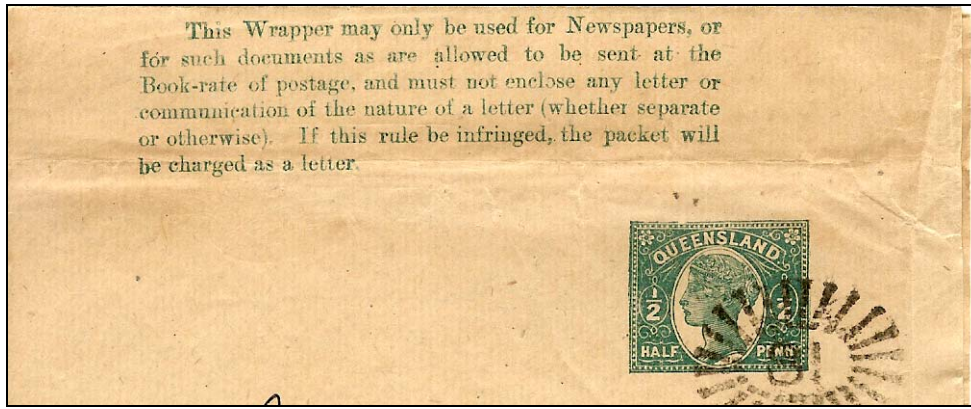 This Wrapper may only be used for Newspapers, or
for such documents as are allowed to be sent at the
Book-rate of postage, and must not enclose any letter or
communication of the nature of a letter (whether separate
or otherwise). If this rule be infringed, the packet will
be charged as a letter.
QUEENSLAND
1/2 1/2
HALF PENNY